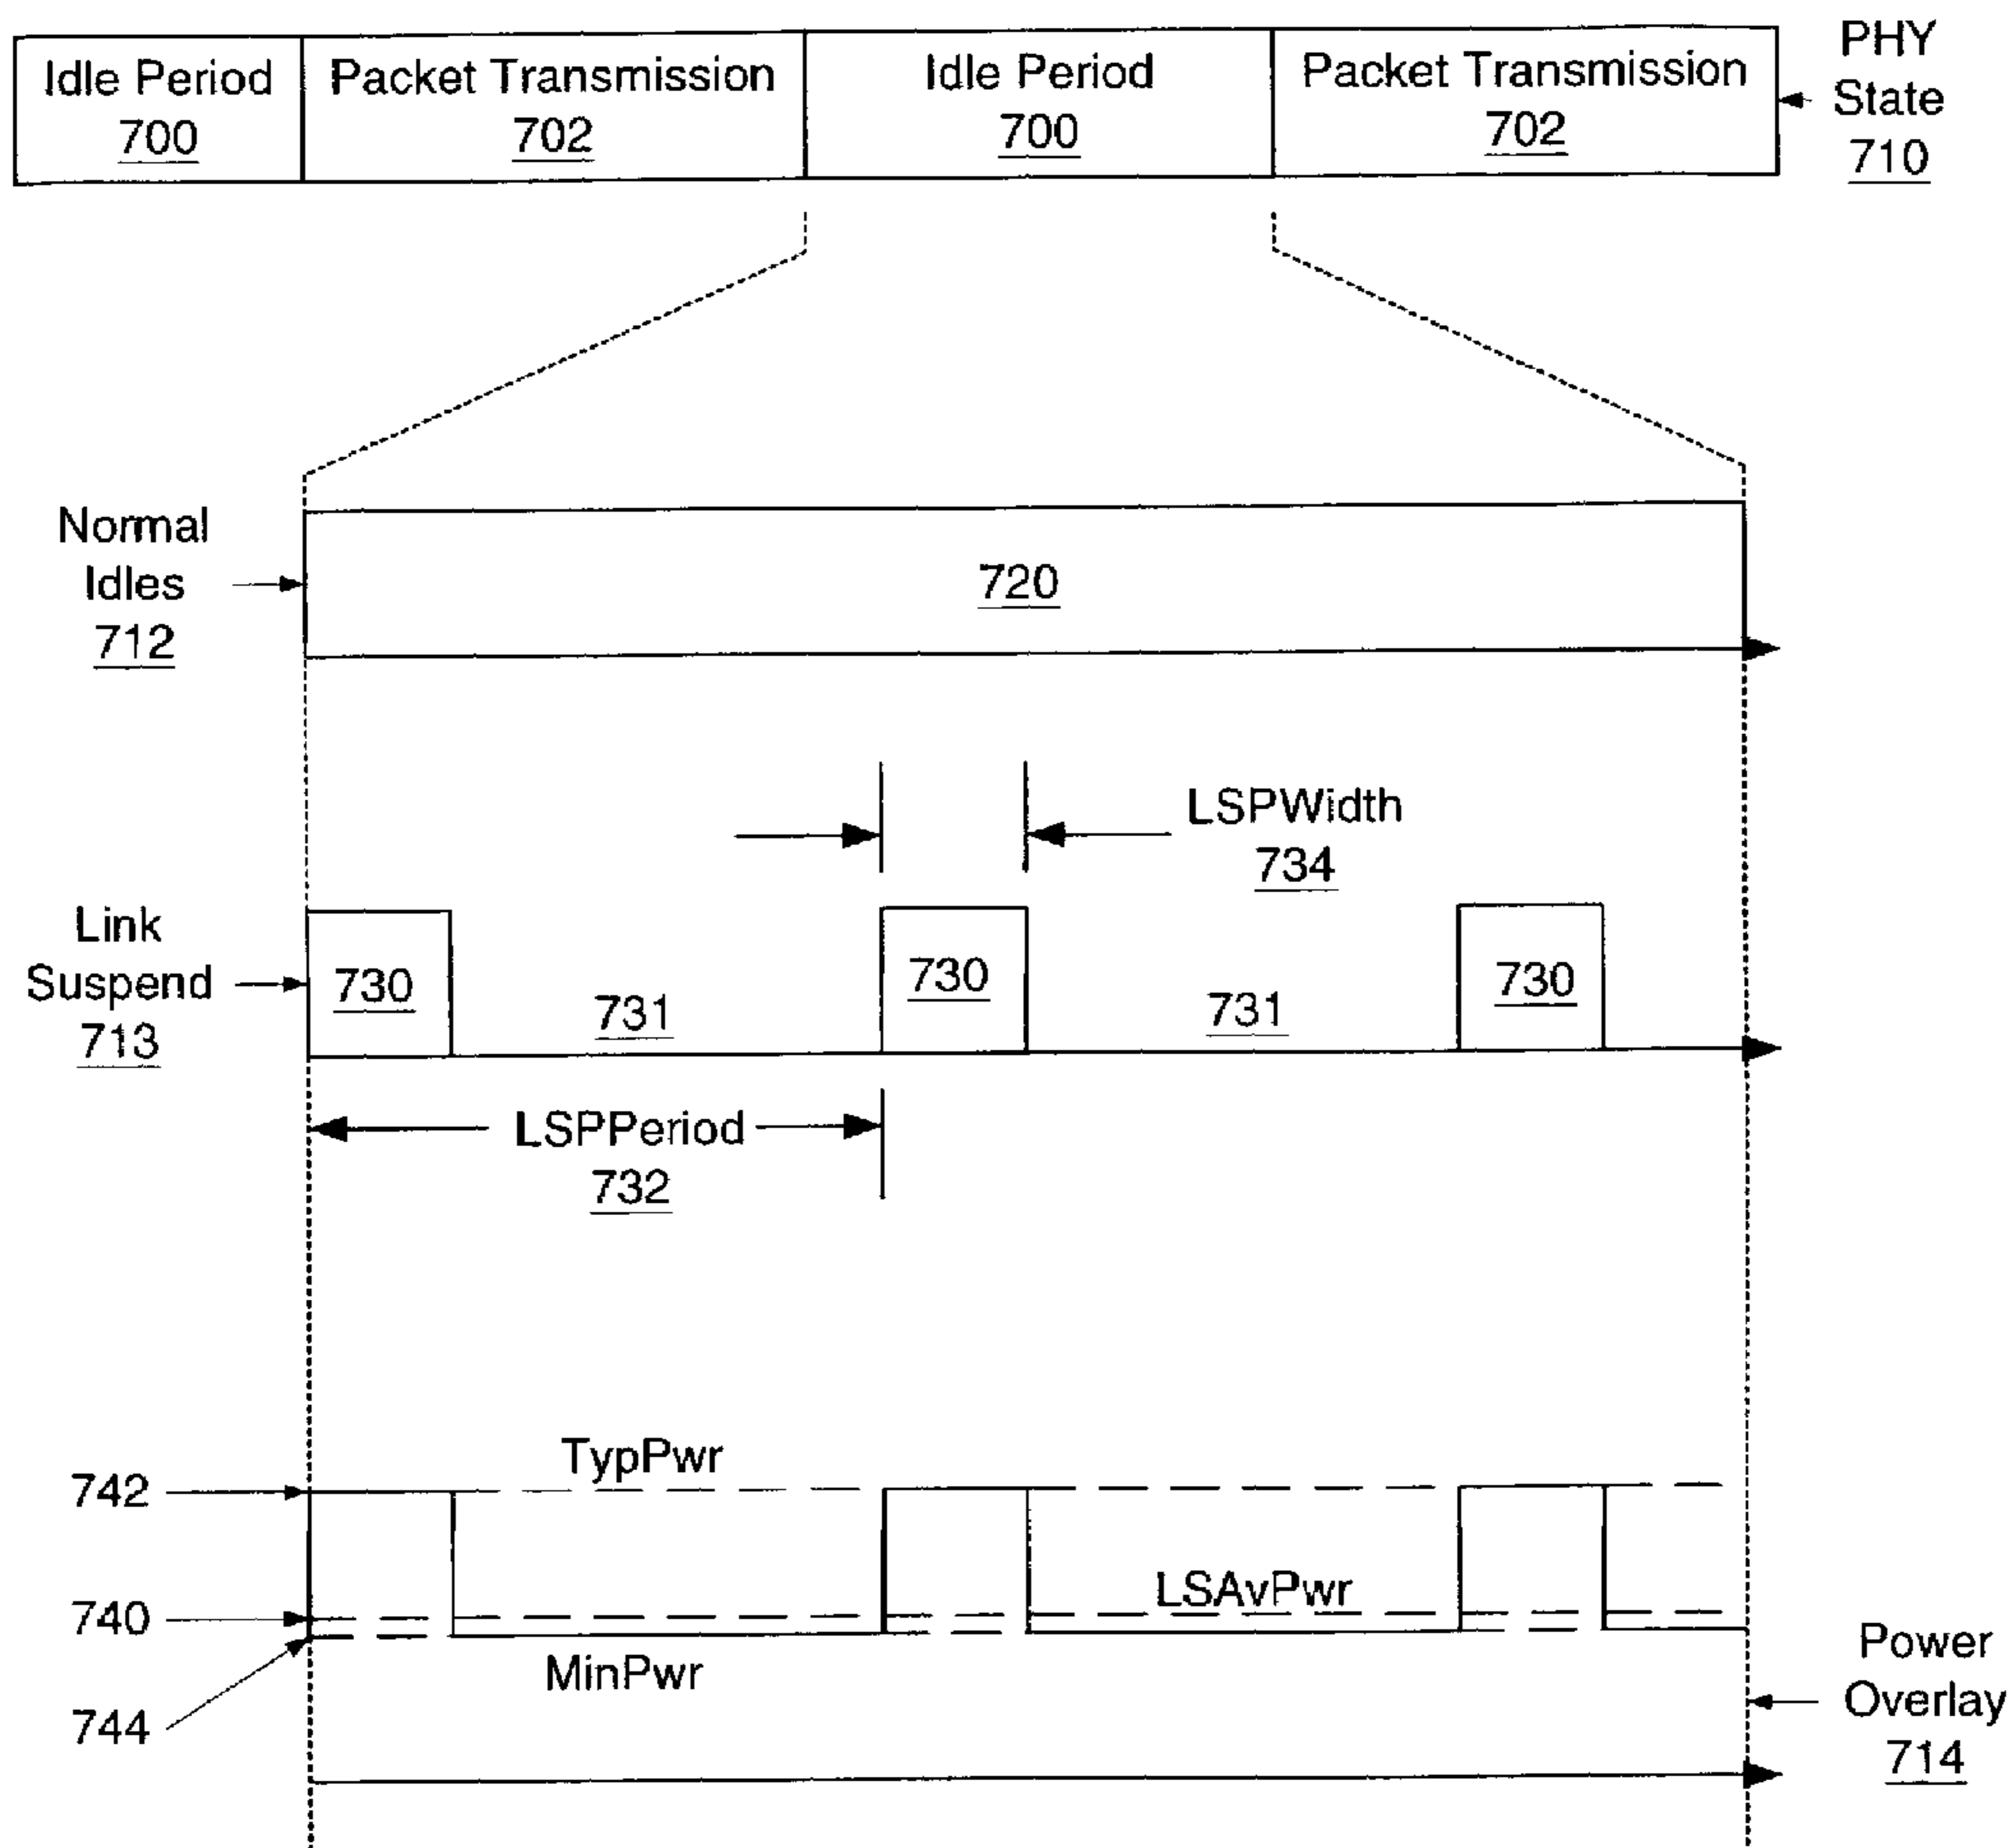 Idle Period
700
Packet Transmission
702
Idle Period
700
Packet Transmission
702
PHY
State
710
Normal
Idles
712
720
LSPWidth
734
Link
Suspend
713
730
731
730
731
730
LSPPeriod
732
TypPwr
742
LSAvPwr
740
MinPwr
744
Power
Overlay
714